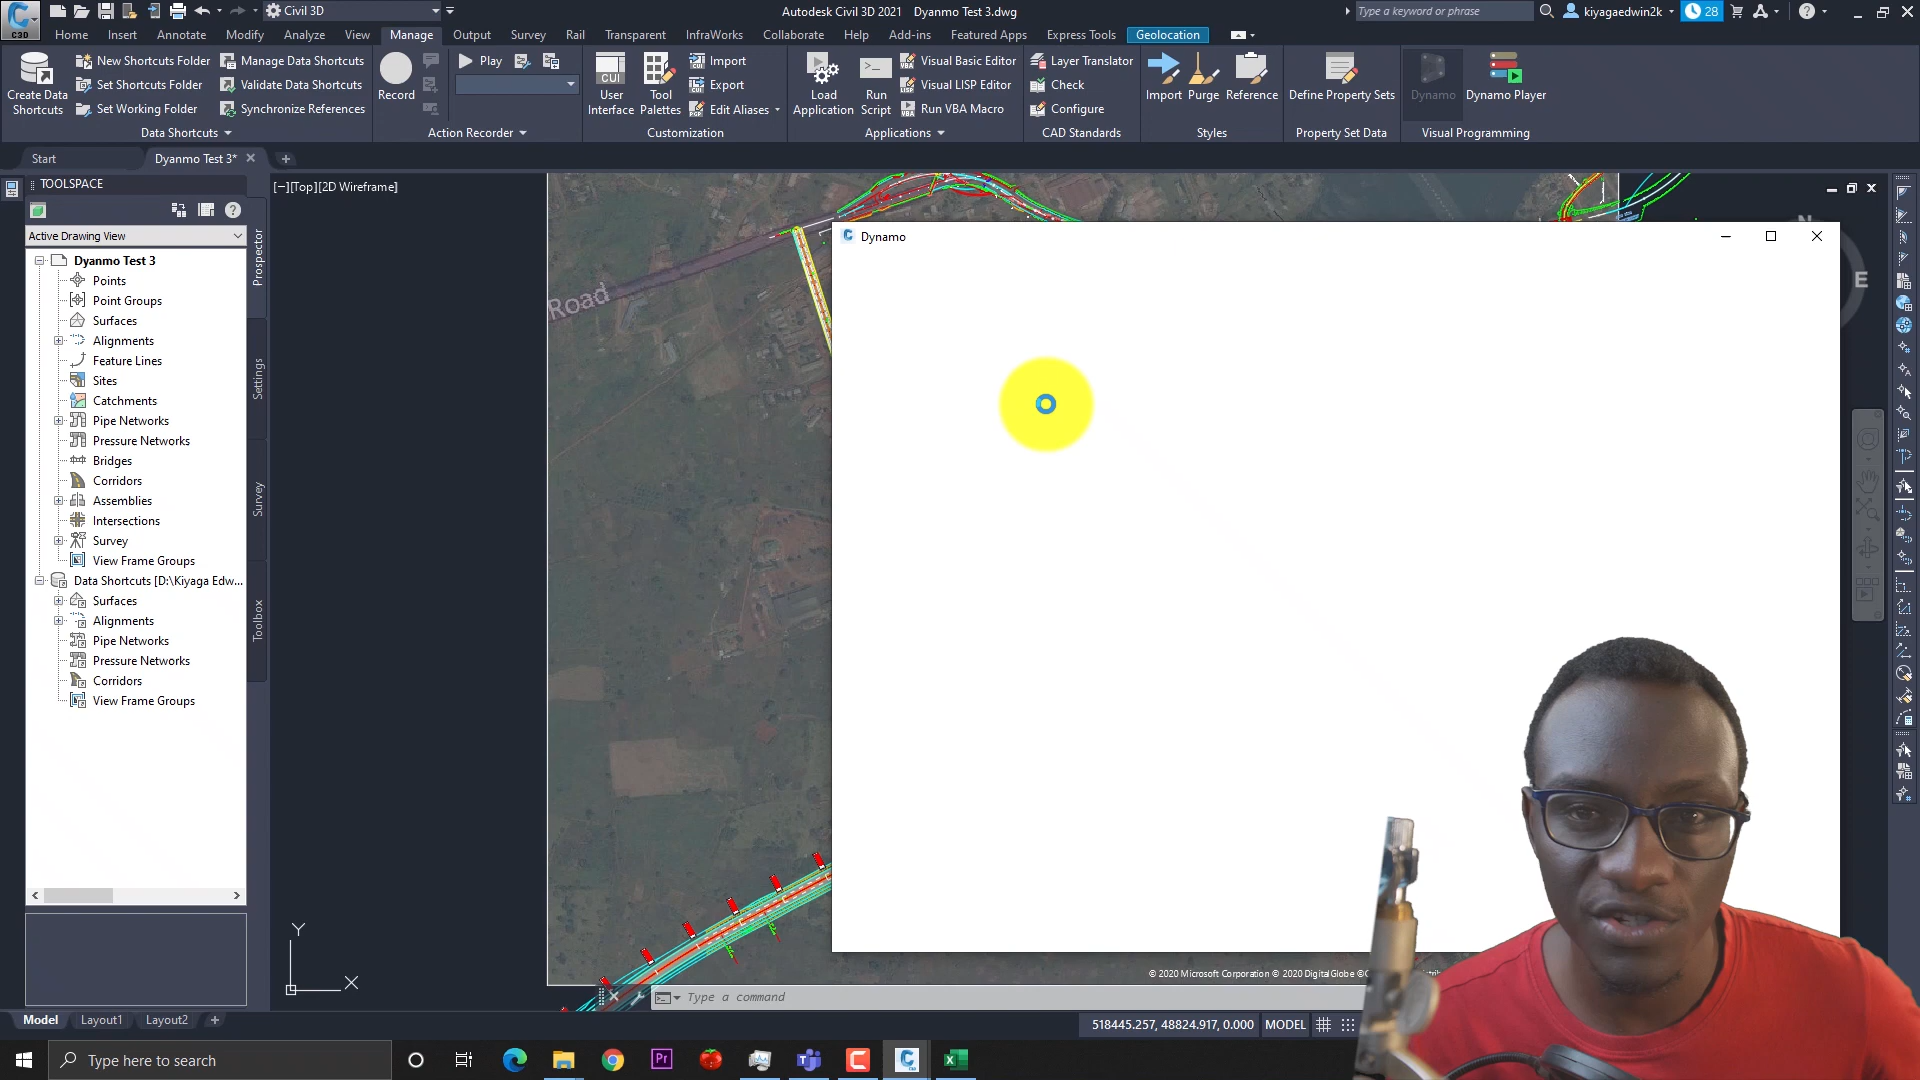 Civil 3D
Autodesk Civil 3D 2021 Dyanmo Test 3.dwg
Type a keyword or phrase
kiyagaedwin2k
28
C3D
Home Insert Annotate Modify Analyze View Manage Output Survey Rail Transparent InfraWorks Collaborate Help Add-ins Featured Apps Express Tools Geolocation
Create Data Shortcuts
New Shortcuts Folder
Set Shortcuts Folder
Set Working Folder
Manage Data Shortcuts
Validate Data Shortcuts
Synchronize References
Data Shortcuts
Record
Play
Action Recorder
CUI
User Interface
Tool Palettes
Import
Export
Edit Aliases
Customization
Load Application
Run Script
Visual Basic Editor
Visual LISP Editor
Run VBA Macro
Applications
Layer Translator
Check
Configure
CAD Standards
Import
Purge
Reference
Styles
Define Property Sets
Property Set Data
Dynamo
Dynamo Player
Visual Programming
Start
Dyanmo Test 3*
TOOLSPACE
Active Drawing View
Dyanmo Test 3
Points
Point Groups
Surfaces
Alignments
Feature Lines
Sites
Catchments
Pipe Networks
Pressure Networks
Bridges
Corridors
Assemblies
Intersections
Survey
View Frame Groups
Data Shortcuts [D:\Kiyaga Edw...
Surfaces
Alignments
Pipe Networks
Pressure Networks
Corridors
View Frame Groups
Prospector
Settings
Survey
Toolbox
[−][Top][2D Wireframe]
Road
Dynamo
N
E
Y
X
© 2020 Microsoft Corporation © 2020 DigitalGlobe
Type a command
Model Layout1 Layout2
518445.257, 48824.917, 0.000 MODEL
Type here to search
Pr